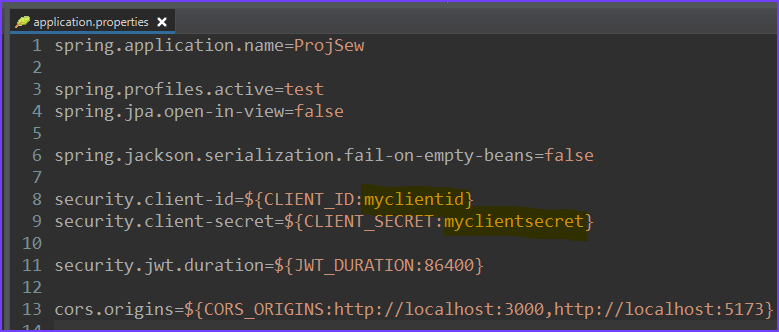 application.properties
1 spring.application.name=ProjSew
2
3 spring.profiles.active=test
4 spring.jpa.open-in-view=false
5
6 spring.jackson.serialization.fail-on-empty-beans=false
7
8 security.client-id=${CLIENT_ID:myclientid}
9 security.client-secret=${CLIENT_SECRET:myclientsecret}
10
11 security.jwt.duration=${JWT_DURATION:86400}
12
13 cors.origins=${CORS_ORIGINS:http://localhost:3000,http://localhost:5173}
14